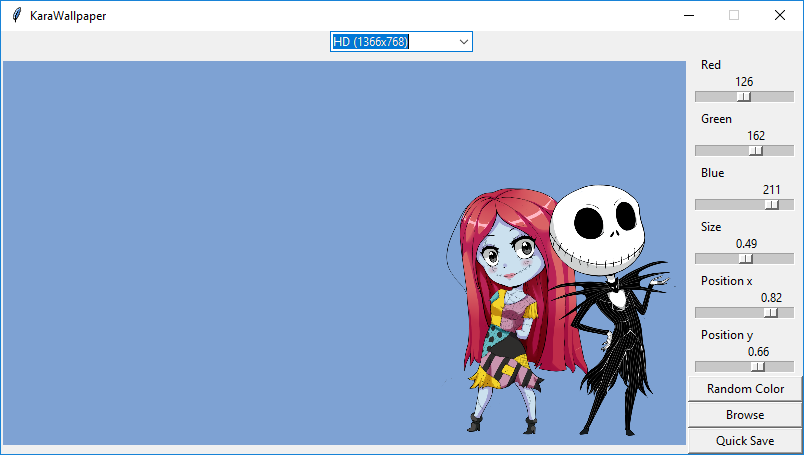 KaraWallpaper
HD (1366x768)
Red
126
Green
162
Blue
211
Size
0.49
Position x
0.82
Position y
0.66
Random Color
Browse
Quick Save